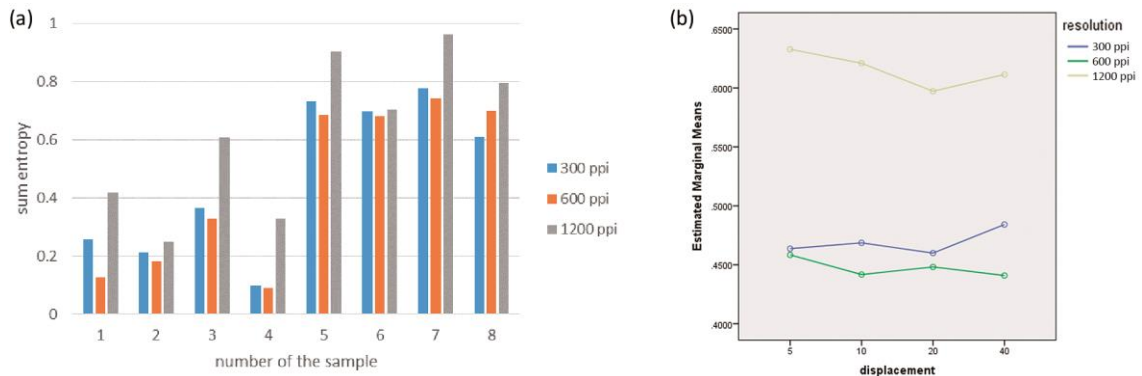 (a)
1
0.8
0.6
0.4
0.2
0
sum entropy
1 2 3 4 5 6 7 8
number of the sample
300 ppi
600 ppi
1200 ppi
(b)
.6500
.6000
.5500
.5000
.4500
.4000
Estimated Marginal Means
5 10 20 40
displacement
resolution
300 ppi
600 ppi
1200 ppi